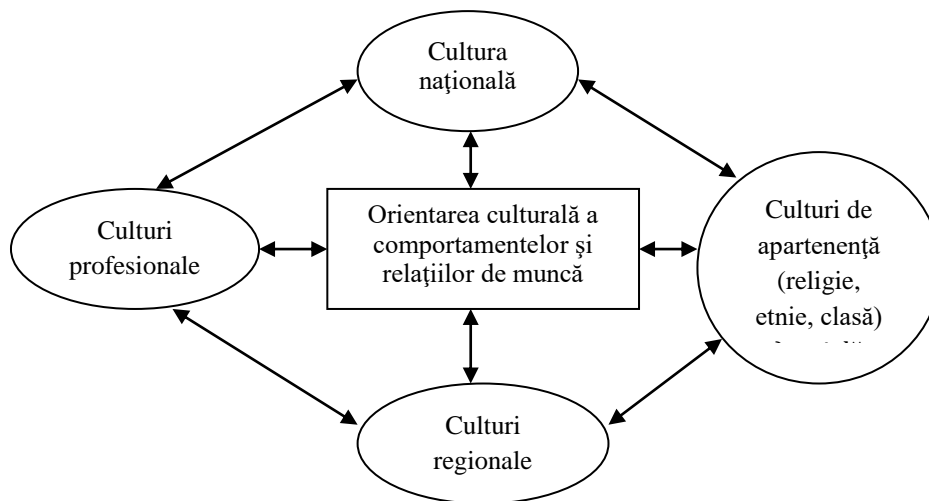 Cultura
naţională
Culturi
profesionale
Orientarea culturală a
comportamentelor şi
relaţiilor de muncă
Culturi de
apartenenţă
(religie,
etnie, clasă)
Culturi
regionale